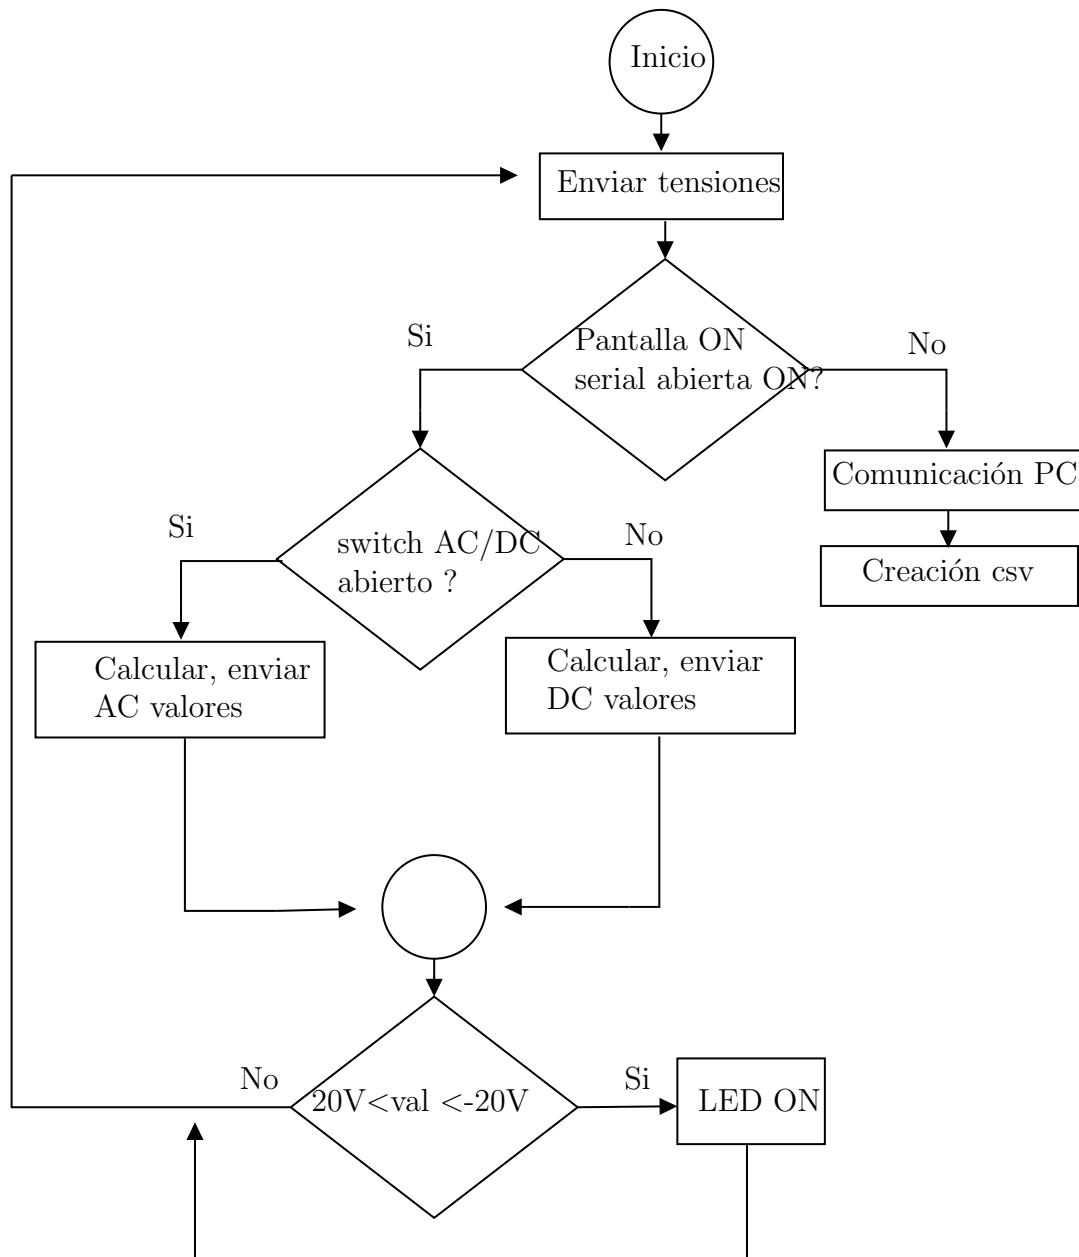 Inicio
Enviar tensiones
Pantalla ON
serial abierta ON?
Si
No
Comunicación PC
Creación csv
switch AC/DC
abierto ?
Si
No
Calcular, enviar
AC valores
Calcular, enviar
DC valores
20V<val <-20V
No
Si
LED ON